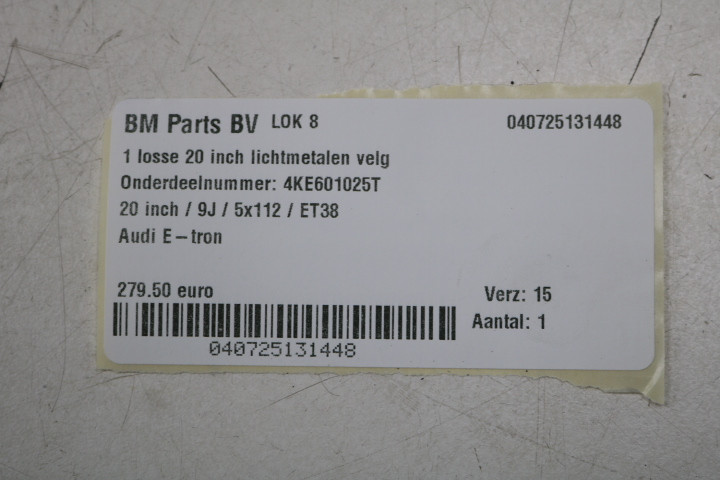 BM Parts BV LOK 8 040725131448
1 losse 20 inch lichtmetalen velg
Onderdeelnummer: 4KE601025T
20 inch / 9J / 5x112 / ET38
Audi E-tron
279.50 euro Verz: 15
Aantal: 1
040725131448